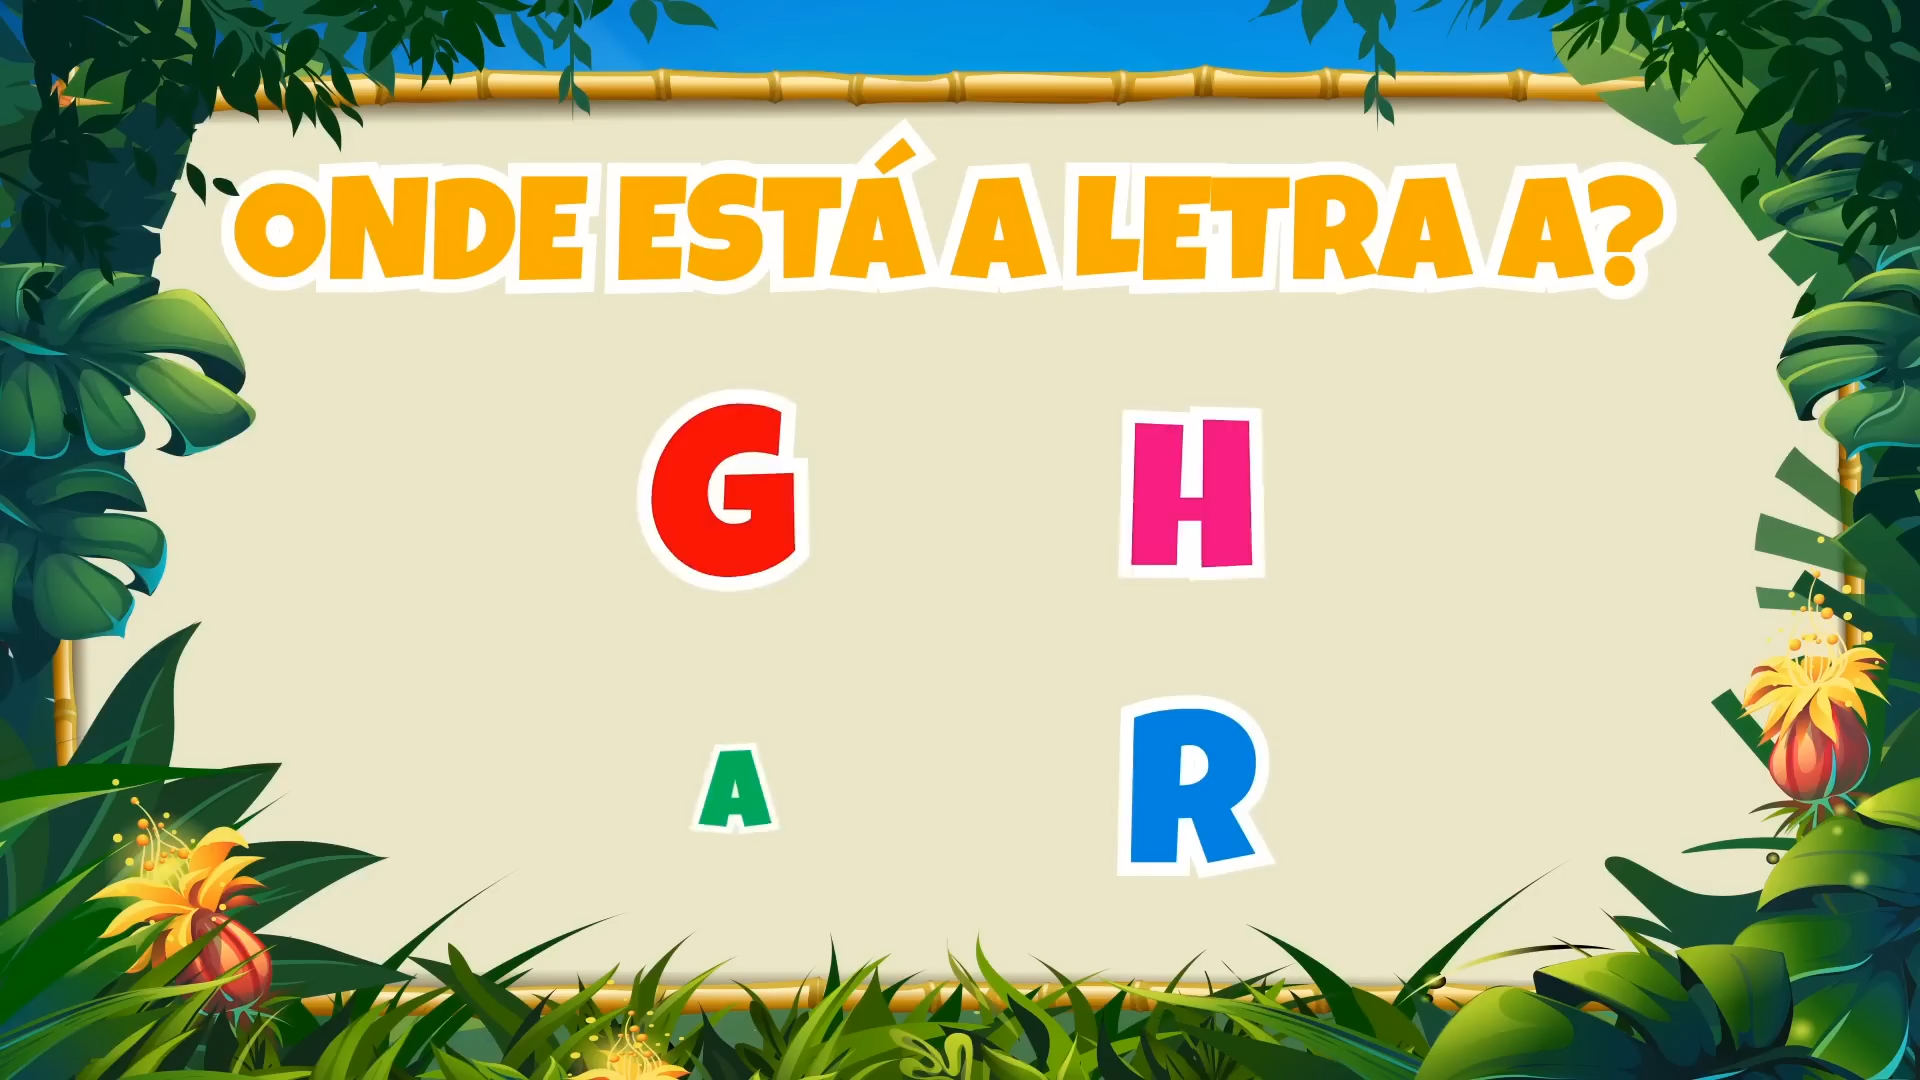 ONDE ESTÁ A LETRA A?
G H
A R